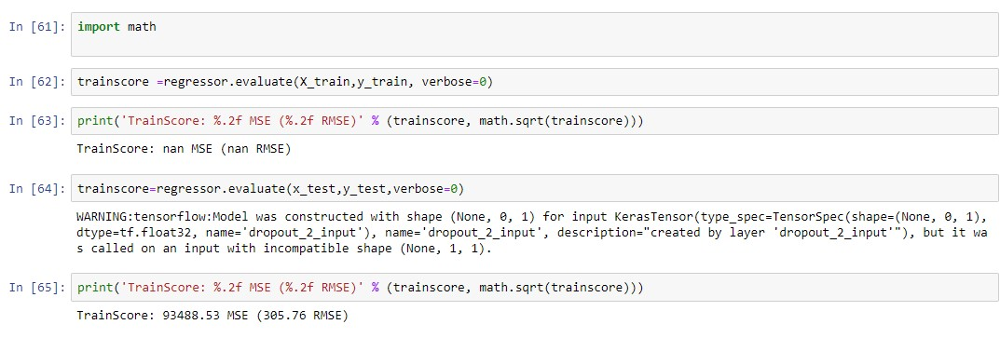 In [61]: import math
In [62]: trainscore =regressor.evaluate(X_train,y_train, verbose=0)
In [63]: print('TrainScore: %.2f MSE (%.2f RMSE)' % (trainscore, math.sqrt(trainscore)))
TrainScore: nan MSE (nan RMSE)
In [64]: trainscore=regressor.evaluate(x_test,y_test,verbose=0)
WARNING:tensorflow:Model was constructed with shape (None, 0, 1) for input KerasTensor(type_spec=TensorSpec(shape=(None, 0, 1),
dtype=tf.float32, name='dropout_2_input'), name='dropout_2_input', description="created by layer 'dropout_2_input'"), but it wa
s called on an input with incompatible shape (None, 1, 1).
In [65]: print('TrainScore: %.2f MSE (%.2f RMSE)' % (trainscore, math.sqrt(trainscore)))
TrainScore: 93488.53 MSE (305.76 RMSE)